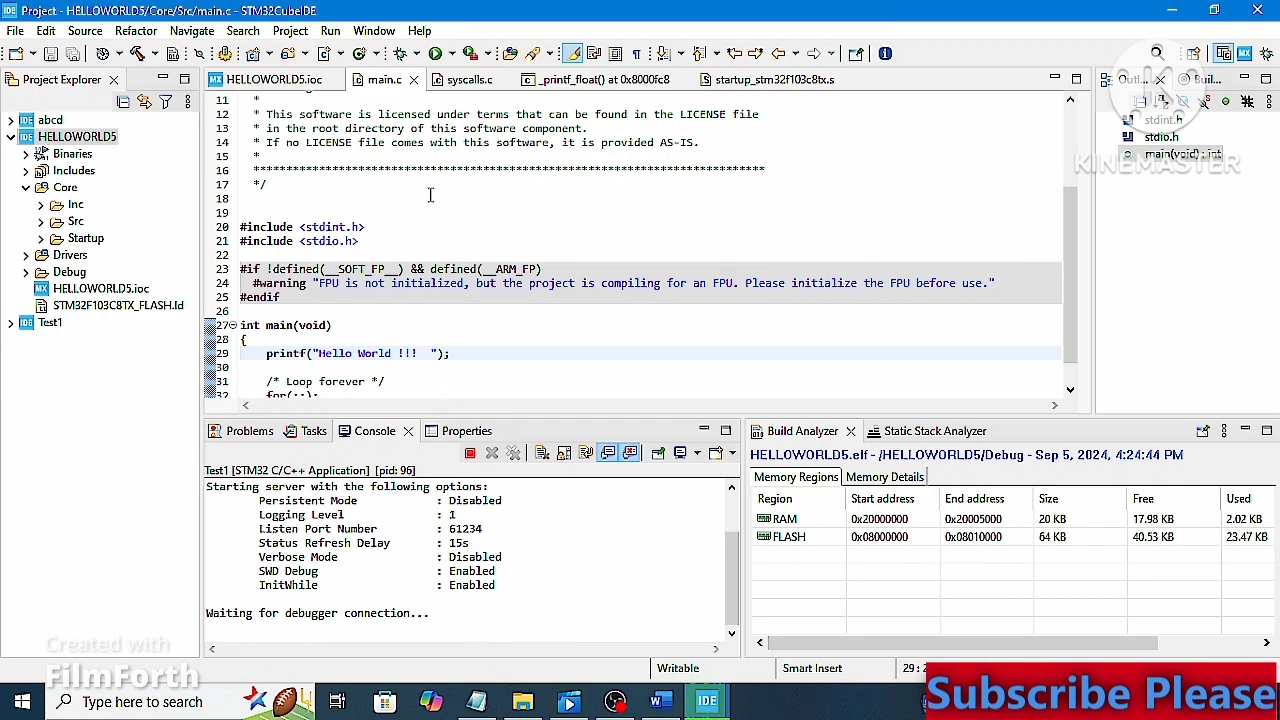 Project - HELLOWORLD5/Core/Src/main.c - STM32CubeIDE
File Edit Source Refactor Navigate Search Project Run Window Help
Project Explorer
HELLOWORLD5.ioc
main.c
syscalls.c
_printf_float() at 0x8000fc8
startup_stm32f103c8tx.s
Outl...
Buil...
abcd
HELLOWORLD5
Binaries
Includes
Core
Inc
Src
Startup
Drivers
Debug
HELLOWORLD5.ioc
STM32F103C8TX_FLASH.ld
Test1
11 *
12 * This software is licensed under terms that can be found in the LICENSE file
13 * in the root directory of this software component.
14 * If no LICENSE file comes with this software, it is provided AS-IS.
15 *
16 ******************************************************************************
17 */
18
19
20 #include <stdint.h>
21 #include <stdio.h>
22
23 #if !defined(__SOFT_FP__) && defined(__ARM_FP)
24 #warning "FPU is not initialized, but the project is compiling for an FPU. Please initialize the FPU before use."
25 #endif
26
27 int main(void)
28 {
29 printf("Hello World !!!  ");
30
31 /* Loop forever */
32 for(;;);
stdint.h
stdio.h
main(void) : int
KINEMASTER
Problems
Tasks
Console
Properties
Test1 [STM32 C/C++ Application] [pid: 96]
Starting server with the following options:
Persistent Mode : Disabled
Logging Level : 1
Listen Port Number : 61234
Status Refresh Delay : 15s
Verbose Mode : Disabled
SWD Debug : Enabled
InitWhile : Enabled
Waiting for debugger connection...
Build Analyzer
Static Stack Analyzer
HELLOWORLD5.elf - /HELLOWORLD5/Debug - Sep 5, 2024, 4:24:44 PM
Memory Regions Memory Details
Region Start address End address Size Free Used
RAM 0x20000000 0x20005000 20 KB 17.98 KB 2.02 KB
FLASH 0x08000000 0x08010000 64 KB 40.53 KB 23.47 KB
Created with
FilmForth
Writable
Smart Insert
Subscribe Please
Type here to search
IDE